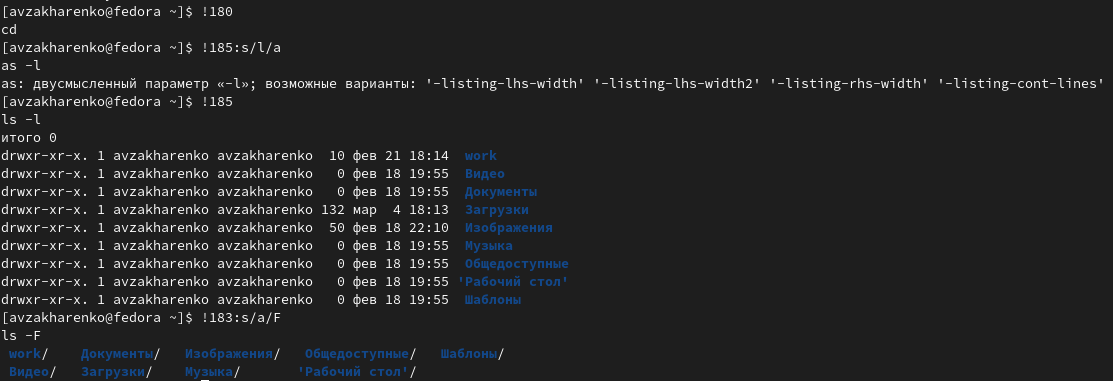 [avzakharenko@fedora ~]$ !180
cd
[avzakharenko@fedora ~]$ !185:s/l/a
as -l
as: двусмысленный параметр «-l»; возможные варианты: '-listing-lhs-width' '-listing-lhs-width2' '-listing-rhs-width' '-listing-cont-lines'
[avzakharenko@fedora ~]$ !185
ls -l
итого 0
drwxr-xr-x. 1 avzakharenko avzakharenko  10 фев 21 18:14  work
drwxr-xr-x. 1 avzakharenko avzakharenko   0 фев 18 19:55  Видео
drwxr-xr-x. 1 avzakharenko avzakharenko   0 фев 18 19:55  Документы
drwxr-xr-x. 1 avzakharenko avzakharenko 132 мар  4 18:13  Загрузки
drwxr-xr-x. 1 avzakharenko avzakharenko  50 фев 18 22:10  Изображения
drwxr-xr-x. 1 avzakharenko avzakharenko   0 фев 18 19:55  Музыка
drwxr-xr-x. 1 avzakharenko avzakharenko   0 фев 18 19:55  Общедоступные
drwxr-xr-x. 1 avzakharenko avzakharenko   0 фев 18 19:55 'Рабочий стол'
drwxr-xr-x. 1 avzakharenko avzakharenko   0 фев 18 19:55  Шаблоны
[avzakharenko@fedora ~]$ !183:s/a/F
ls -F
 work/    Документы/   Изображения/   Общедоступные/   Шаблоны/
 Видео/   Загрузки/    Музыка/       'Рабочий стол'/